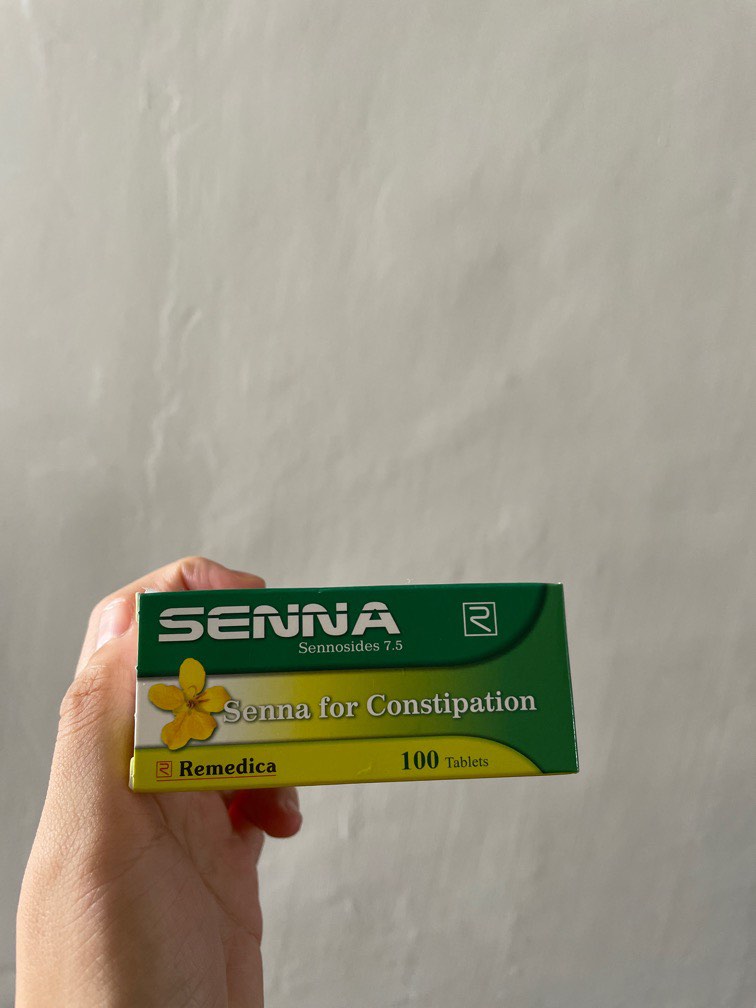 SENNA
Sennosides 7.5
Senna for Constipation
Remedica
100 Tablets